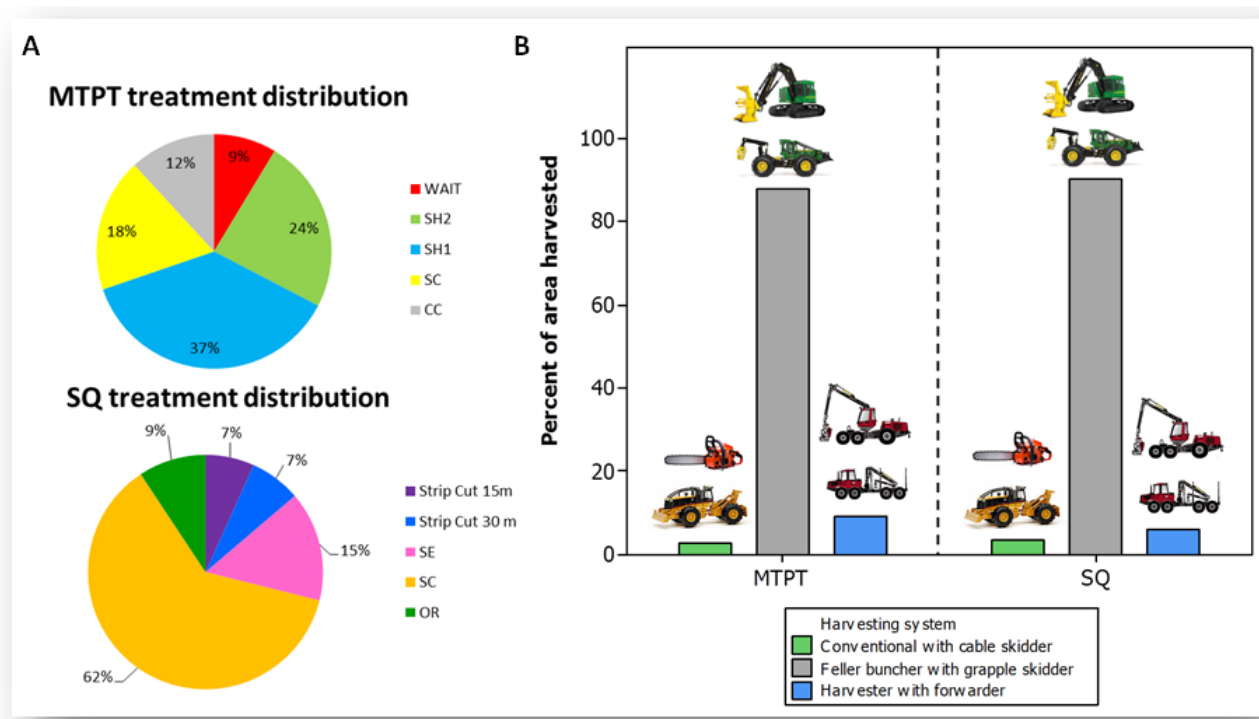 A
MTPT treatment distribution
9%
12%
24%
18%
37%
WAIT
SH2
SH1
SC
CC
SQ treatment distribution
9%
7%
7%
15%
62%
Strip Cut 15m
Strip Cut 30 m
SE
SC
OR
B
Percent of area harvested
100
80
60
40
20
0
MTPT
SQ
Harvesting system
Conventional with cable skidder
Feller buncher with grapple skidder
Harvester with forwarder